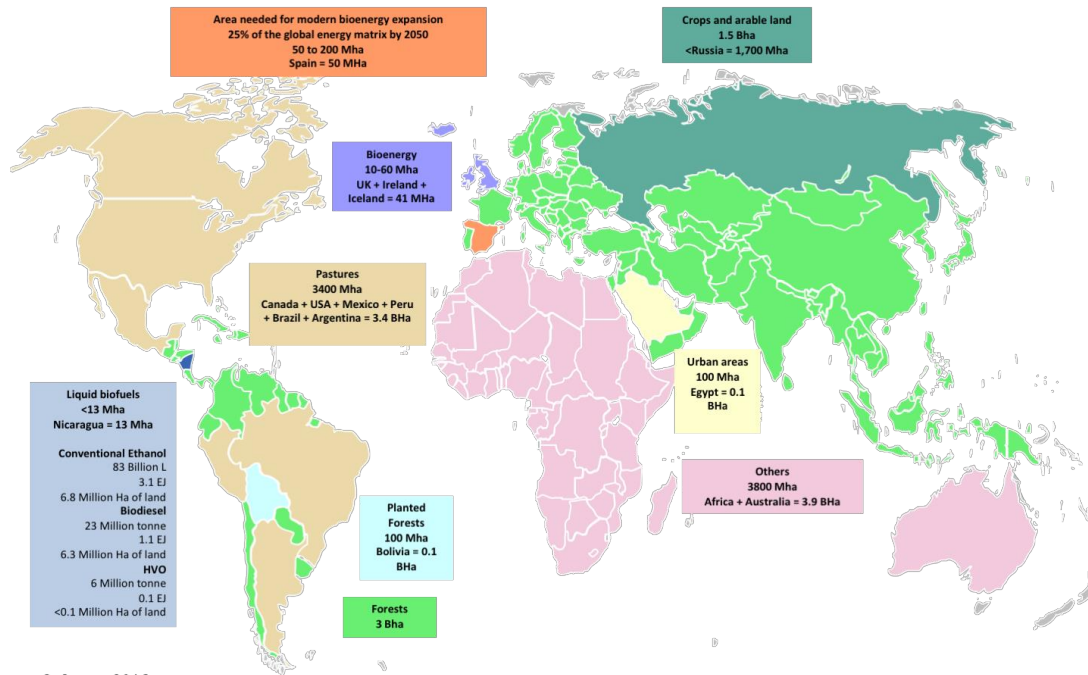 Area needed for modern bioenergy expansion
25% of the global energy matrix by 2050
50 to 200 Mha
Spain = 50 MHa
Crops and arable land
1.5 Bha
<Russia = 1,700 Mha
Bioenergy
10-60 Mha
UK + Ireland +
Iceland = 41 MHa
Pastures
3400 Mha
Canada + USA + Mexico + Peru
+ Brazil + Argentina = 3.4 BHa
Urban areas
100 Mha
Egypt = 0.1
BHa
Liquid biofuels
<13 Mha
Nicaragua = 13 Mha
Conventional Ethanol
83 Billion L
3.1 EJ
6.8 Million Ha of land
Biodiesel
23 Million tonne
1.1 EJ
6.3 Million Ha of land
HVO
6 Million tonne
0.1 EJ
<0.1 Million Ha of land
Others
3800 Mha
Africa + Australia = 3.9 BHa
Planted
Forests
100 Mha
Bolivia = 0.1
BHa
Forests
3 Bha